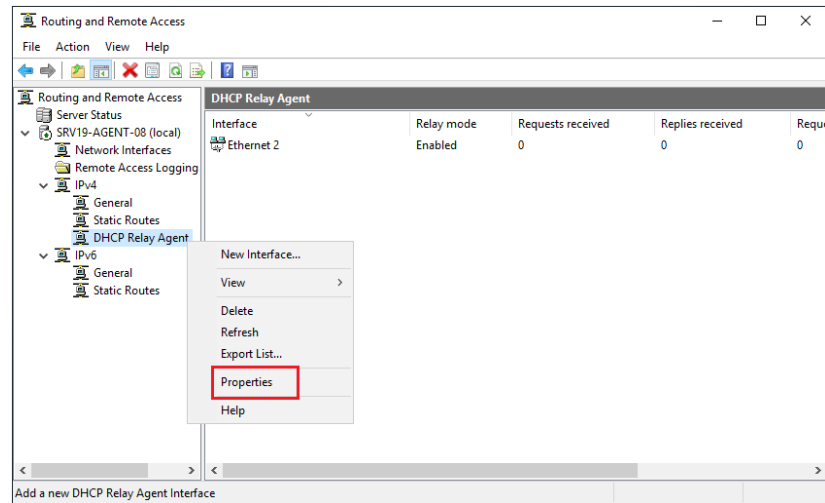 Routing and Remote Access
File Action View Help
Routing and Remote Access
Server Status
SRV19-AGENT-08 (local)
Network Interfaces
Remote Access Logging
IPv4
General
Static Routes
DHCP Relay Agent
IPv6
General
Static Routes
DHCP Relay Agent
Interface Relay mode Requests received Replies received Reque
Ethernet 2 Enabled 0 0 0
New Interface...
View
Delete
Refresh
Export List...
Properties
Help
Add a new DHCP Relay Agent Interface